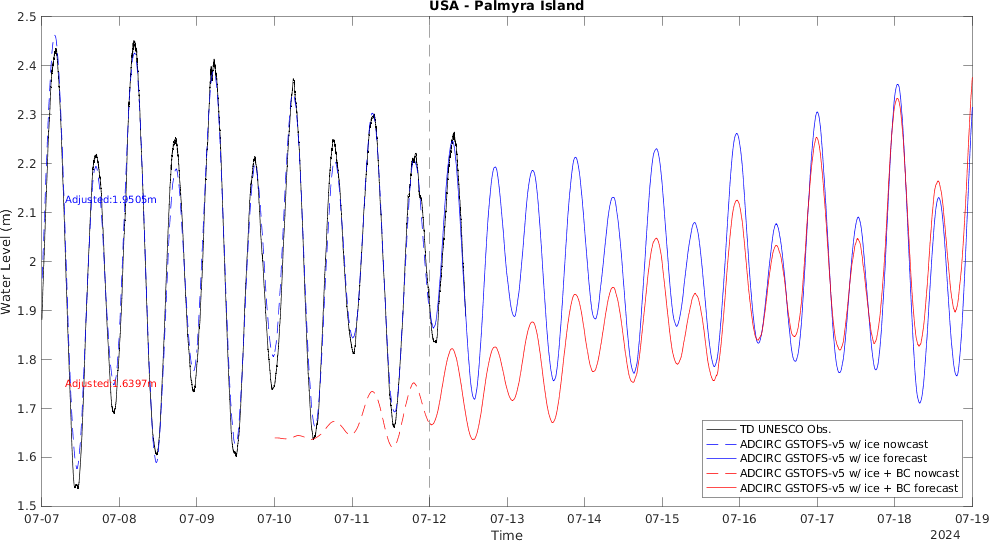 USA - Palmyra Island
2.5
2.4
2.3
2.2
2.1
2
1.9
1.8
1.7
1.6
1.5
Water Level (m)
Adjusted:1.9505m
Adjusted:1.6397m
TD UNESCO Obs.
ADCIRC GSTOFS-v5 w/ ice nowcast
ADCIRC GSTOFS-v5 w/ ice forecast
ADCIRC GSTOFS-v5 w/ ice + BC nowcast
ADCIRC GSTOFS-v5 w/ ice + BC forecast
07-07 07-08 07-09 07-10 07-11 07-12 07-13 07-14 07-15 07-16 07-17 07-18 07-19
Time
2024